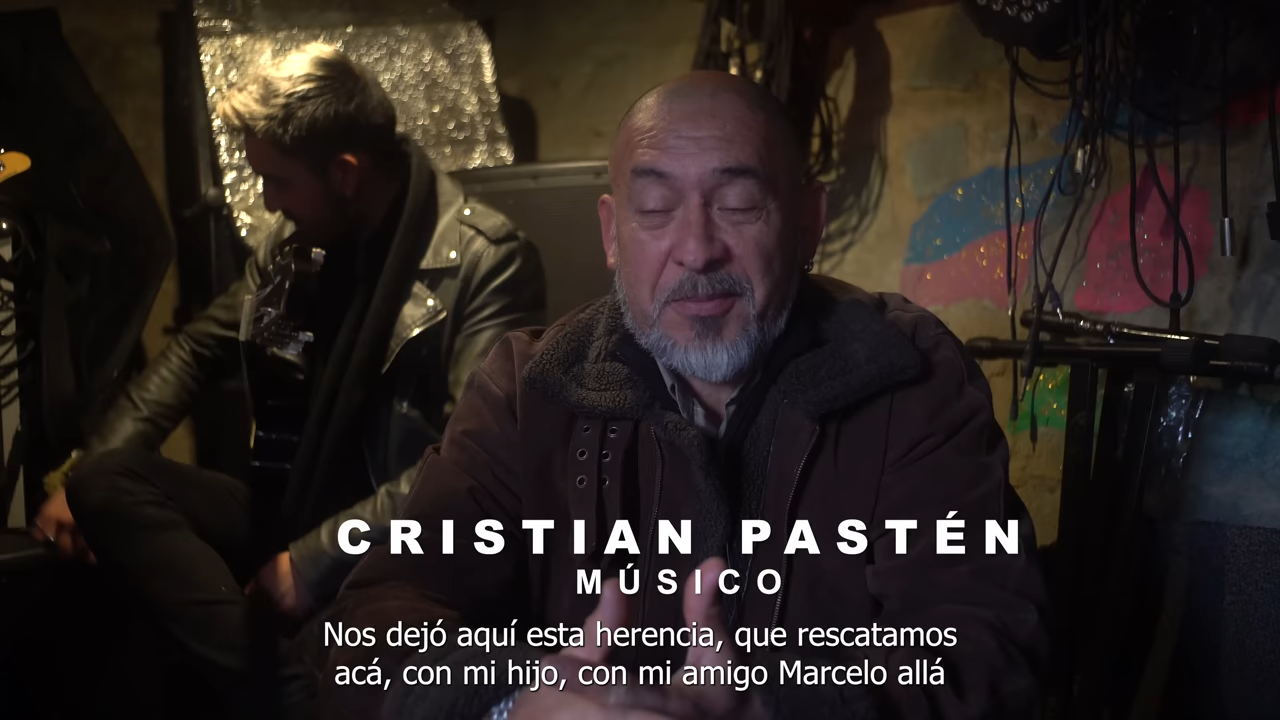 CRISTIAN PASTÉN
MÚSICO
Nos dejó aquí esta herencia, que rescatamos
acá, con mi hijo, con mi amigo Marcelo allá